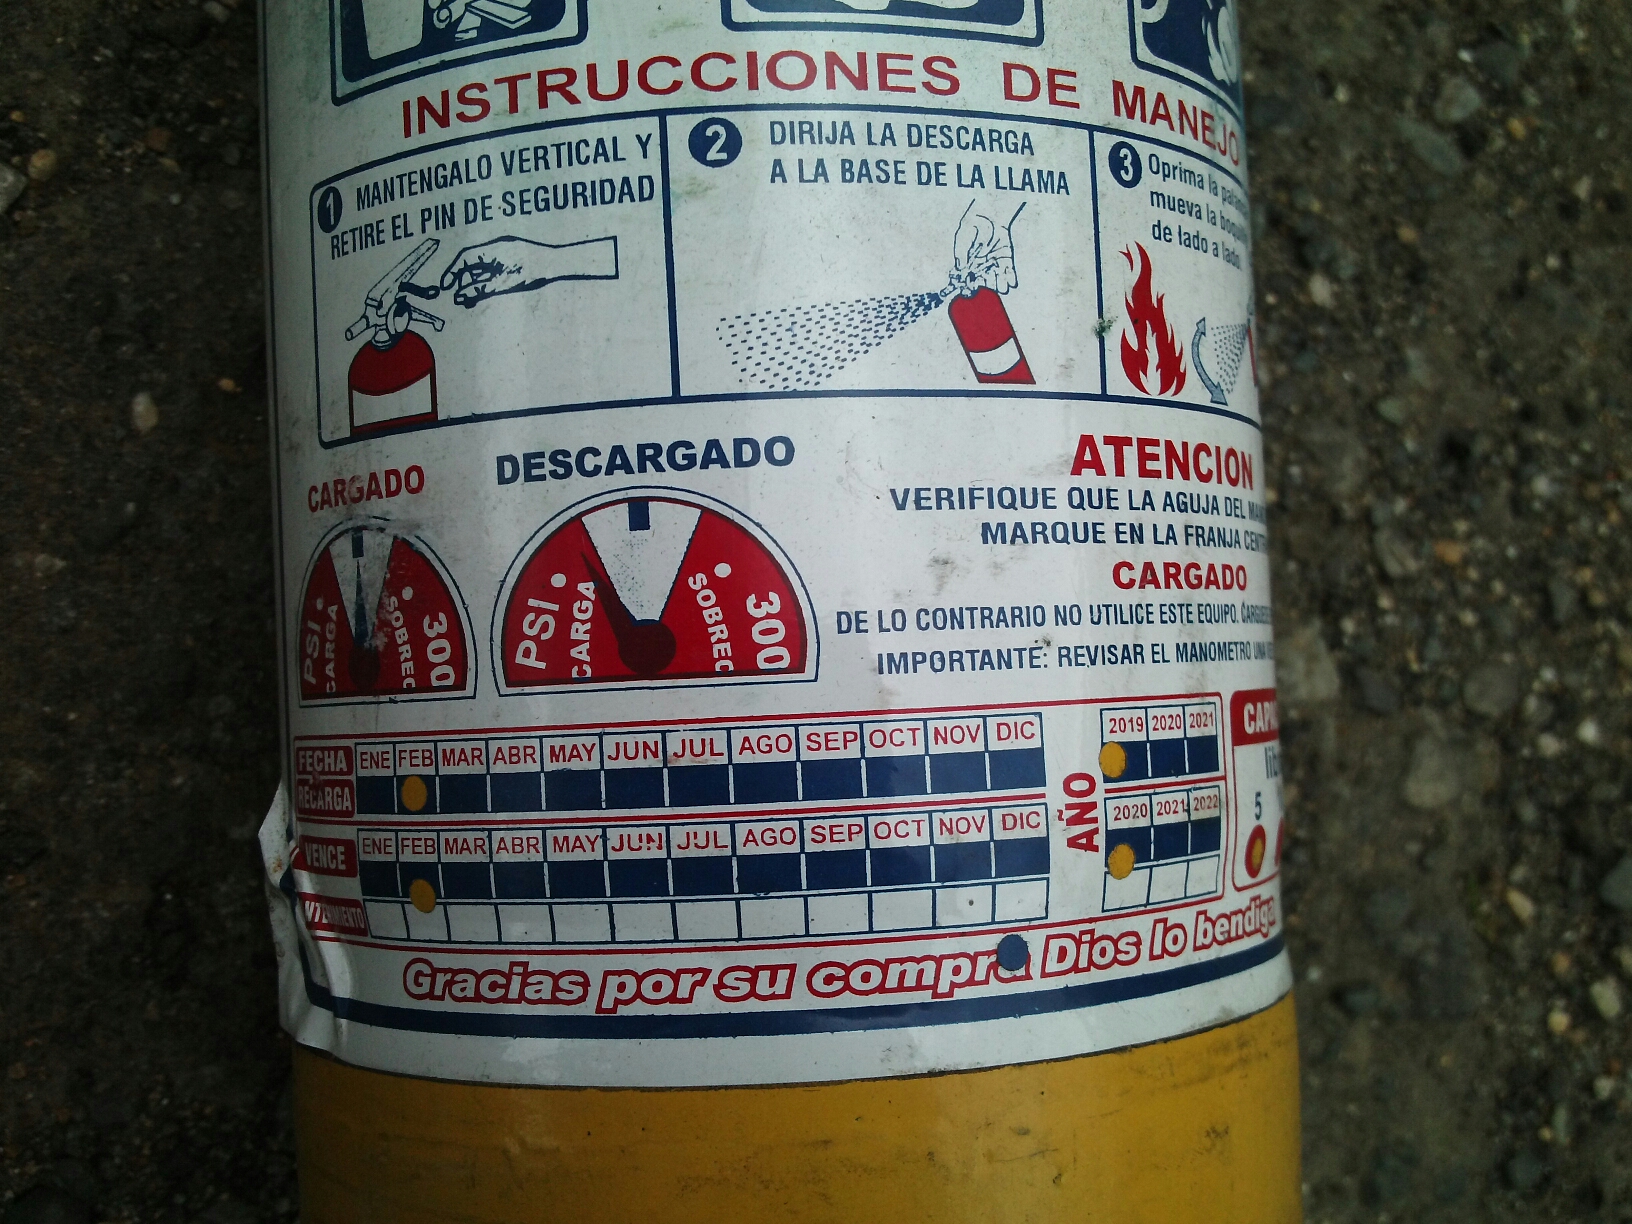 INSTRUCCIONES DE MANEJO
1 MANTENGALO VERTICAL Y
RETIRE EL PIN DE SEGURIDAD
2 DIRIJA LA DESCARGA
A LA BASE DE LA LLAMA
3 Oprima la
mueva la
de lado a lado
CARGADO
DESCARGADO
PSI
CARGA
SOBREC
300
PSI
CARGA
SOBREC
300
ATENCION
VERIFIQUE QUE LA AGUJA DEL
MARQUE EN LA FRANJA
CARGADO
DE LO CONTRARIO NO UTILICE ESTE EQUIPO.
IMPORTANTE: REVISAR EL MANOMETRO
FECHA
RECARGA
ENE FEB MAR ABR MAY JUN JUL AGO SEP OCT NOV DIC
VENCE
ENE FEB MAR ABR MAY JUN JUL AGO SEP OCT NOV DIC
AÑO
2019 2020 2021
2020 2021 2022
5
Gracias por su compra Dios lo bendiga